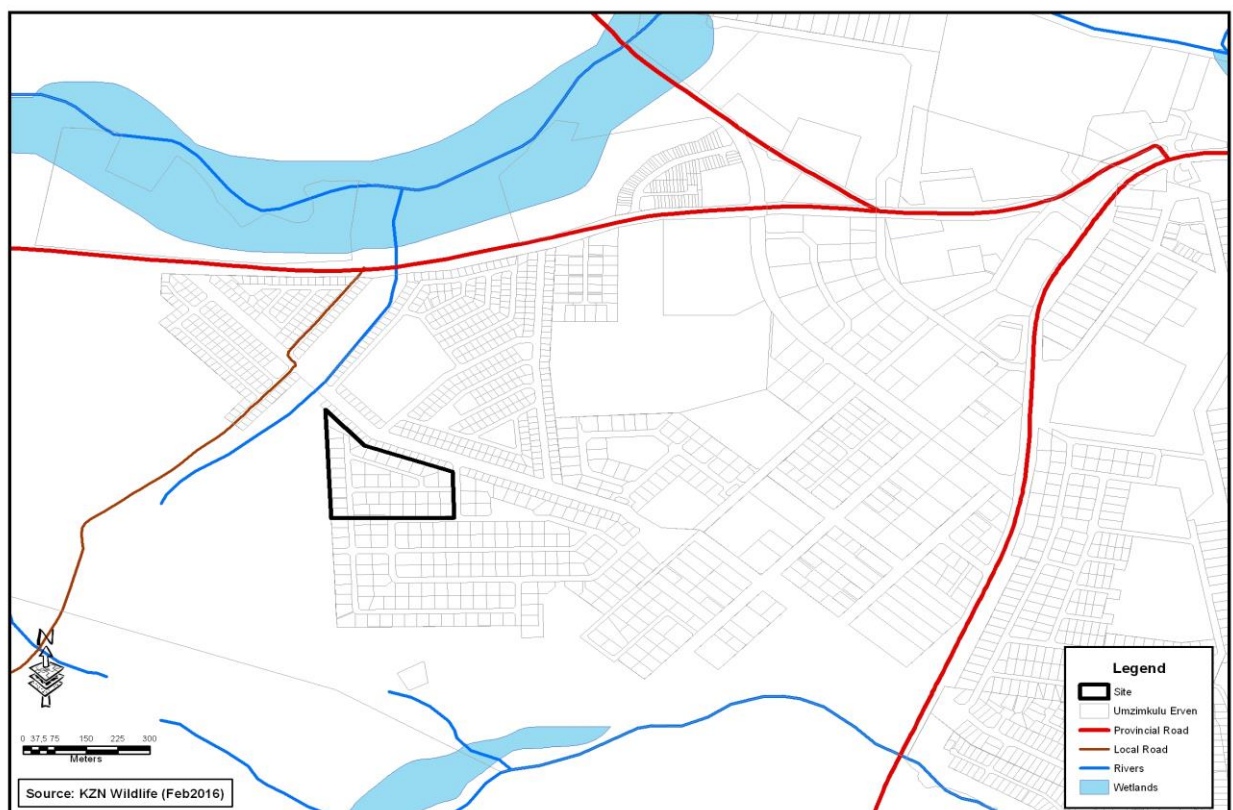 N
0 37,5 75 150 225 300
Meters
Source: KZN Wildlife (Feb2016)
Legend
Site
Umzimkulu Erven
Provincial Road
Local Road
Rivers
Wetlands